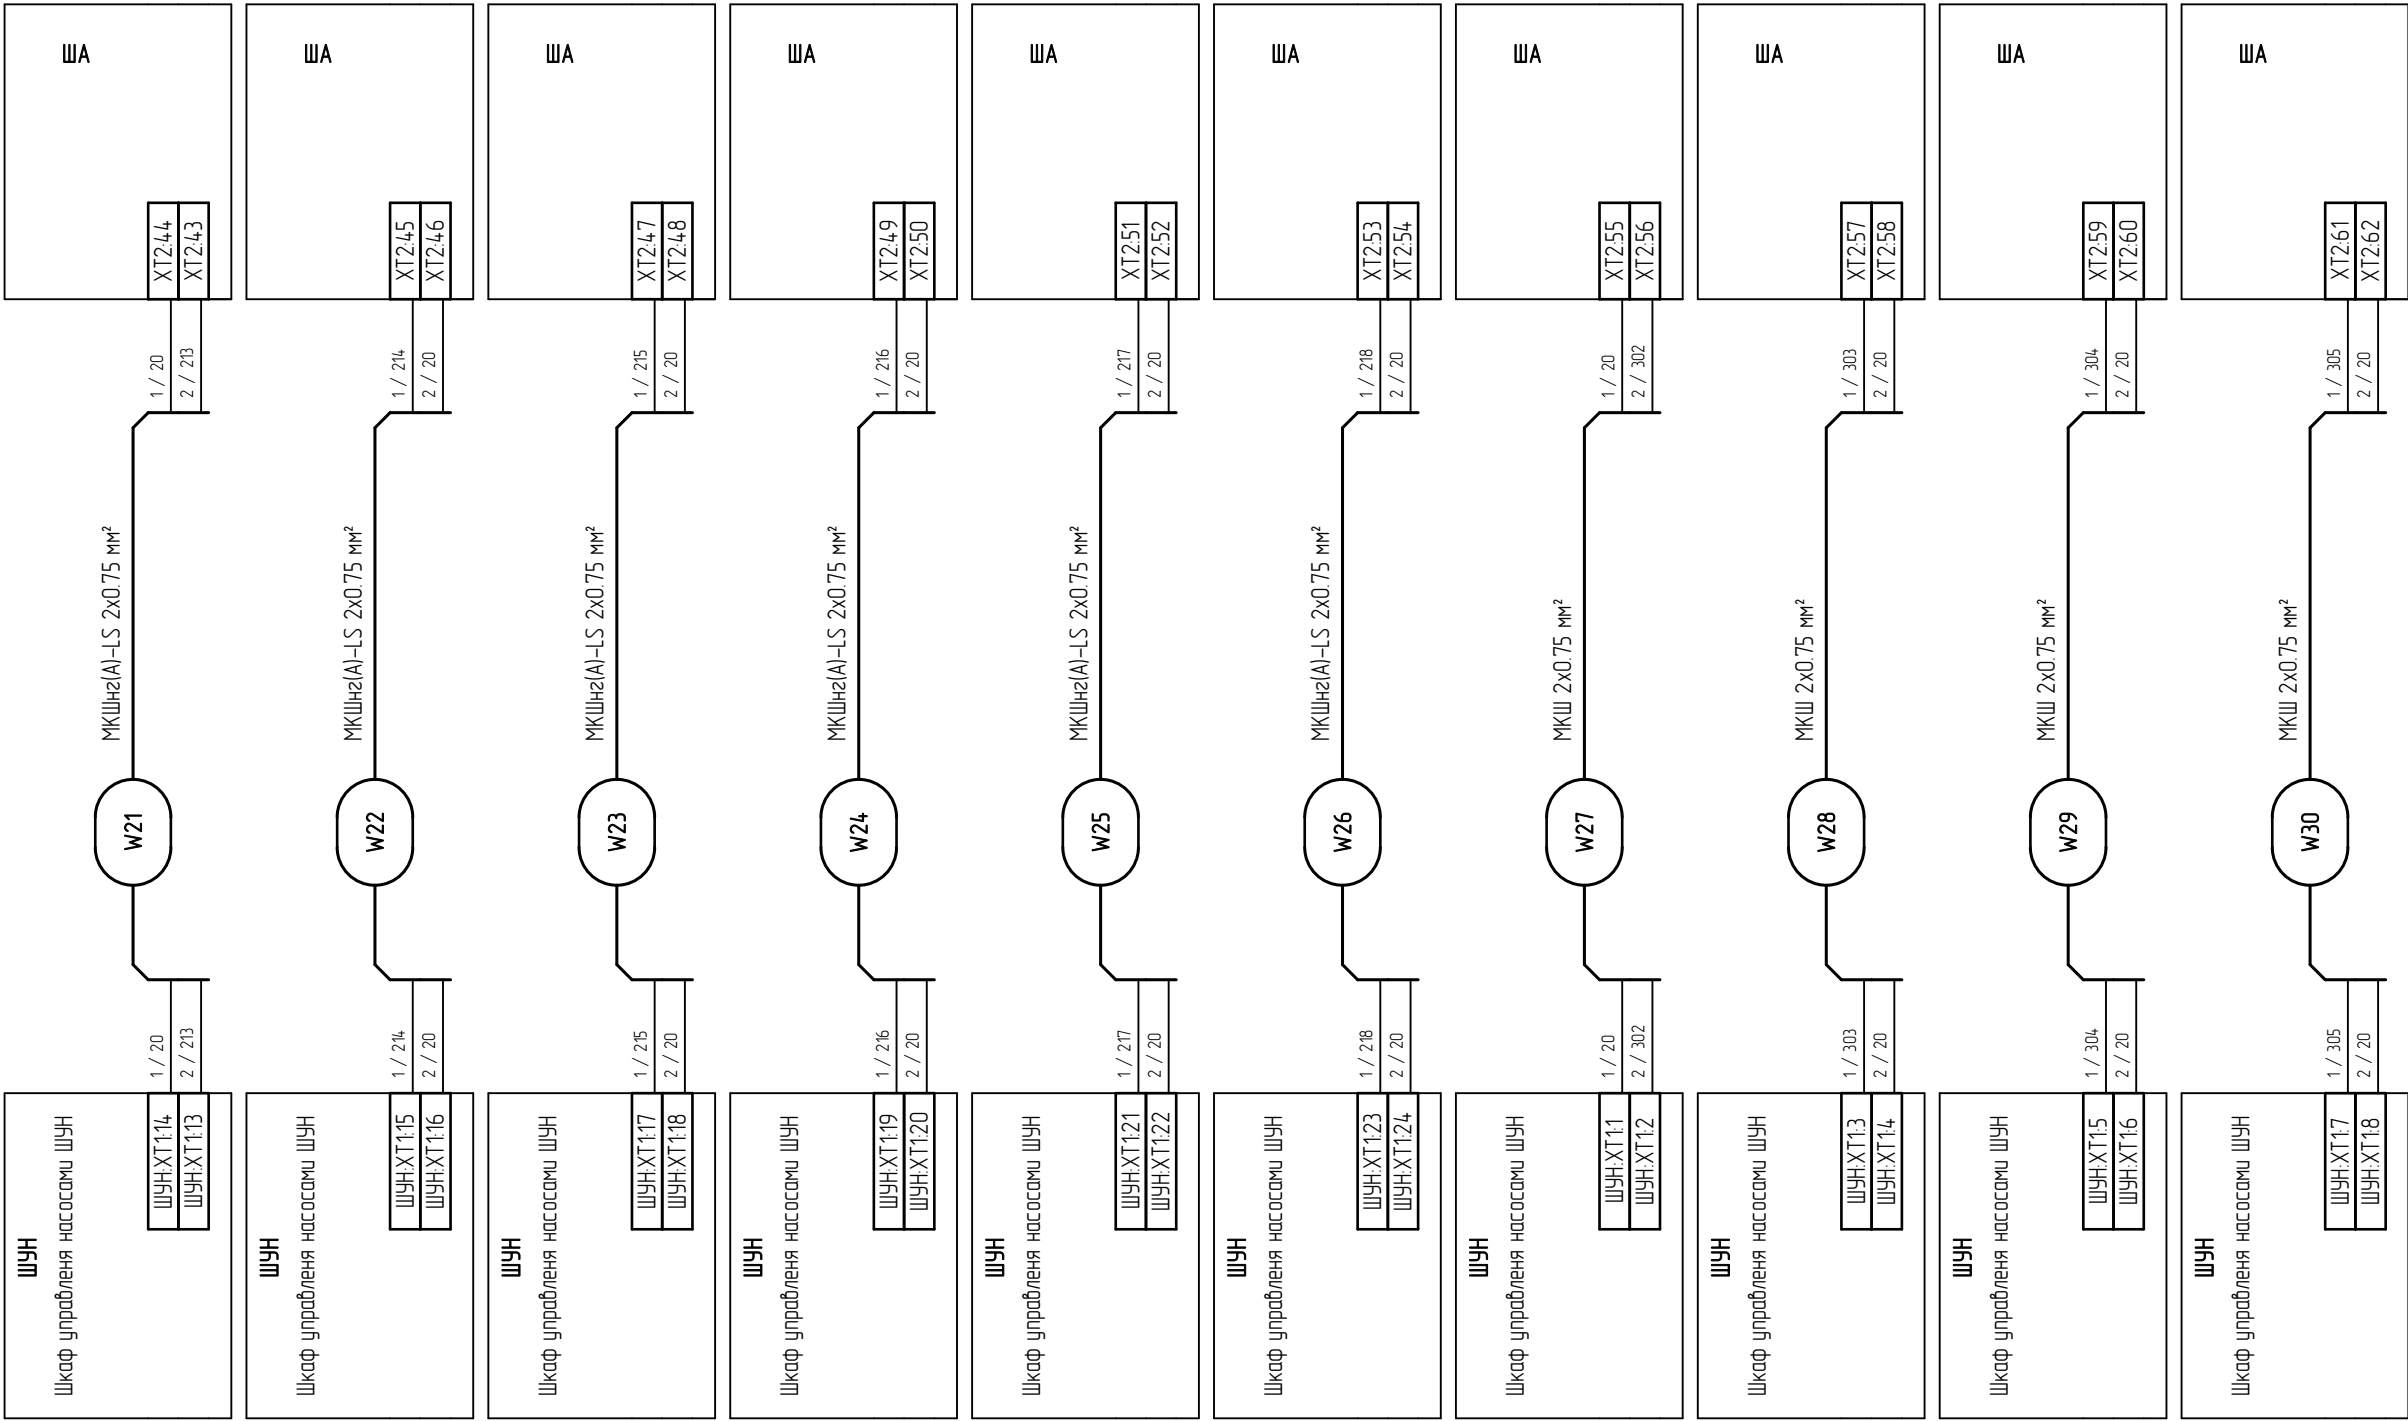 ША
XT2:44
XT2:43
1 / 20
2 / 213
МКШнг(А)-LS 2x0.75 мм²
W21
1 / 20
2 / 213
ШУН:XT1:14
ШУН:XT1:13
ШУН
Шкаф управленя насосами ШУН
ША
XT2:45
XT2:46
1 / 214
2 / 20
МКШнг(А)-LS 2x0.75 мм²
W22
1 / 214
2 / 20
ШУН:XT1:15
ШУН:XT1:16
ШУН
Шкаф управленя насосами ШУН
ША
XT2:47
XT2:48
1 / 215
2 / 20
МКШнг(А)-LS 2x0.75 мм²
W23
1 / 215
2 / 20
ШУН:XT1:17
ШУН:XT1:18
ШУН
Шкаф управленя насосами ШУН
ША
XT2:49
XT2:50
1 / 216
2 / 20
МКШнг(А)-LS 2x0.75 мм²
W24
1 / 216
2 / 20
ШУН:XT1:19
ШУН:XT1:20
ШУН
Шкаф управленя насосами ШУН
ША
XT2:51
XT2:52
1 / 217
2 / 20
МКШнг(А)-LS 2x0.75 мм²
W25
1 / 217
2 / 20
ШУН:XT1:21
ШУН:XT1:22
ШУН
Шкаф управленя насосами ШУН
ША
XT2:53
XT2:54
1 / 218
2 / 20
МКШнг(А)-LS 2x0.75 мм²
W26
1 / 218
2 / 20
ШУН:XT1:23
ШУН:XT1:24
ШУН
Шкаф управленя насосами ШУН
ША
XT2:55
XT2:56
1 / 20
2 / 302
МКШ 2x0.75 мм²
W27
1 / 20
2 / 302
ШУН:XT1:1
ШУН:XT1:2
ШУН
Шкаф управленя насосами ШУН
ША
XT2:57
XT2:58
1 / 303
2 / 20
МКШ 2x0.75 мм²
W28
1 / 303
2 / 20
ШУН:XT1:3
ШУН:XT1:4
ШУН
Шкаф управленя насосами ШУН
ША
XT2:59
XT2:60
1 / 304
2 / 20
МКШ 2x0.75 мм²
W29
1 / 304
2 / 20
ШУН:XT1:5
ШУН:XT1:6
ШУН
Шкаф управленя насосами ШУН
ША
XT2:61
XT2:62
1 / 305
2 / 20
МКШ 2x0.75 мм²
W30
1 / 305
2 / 20
ШУН:XT1:7
ШУН:XT1:8
ШУН
Шкаф управленя насосами ШУН